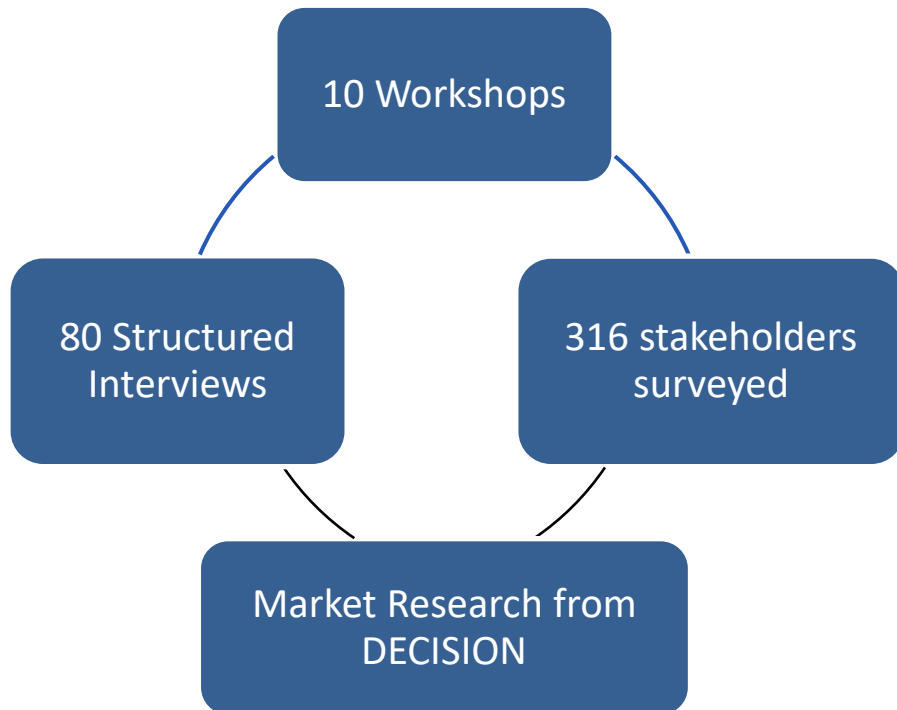 10 Workshops
80 Structured
Interviews
316 stakeholders
surveyed
Market Research from
DECISION